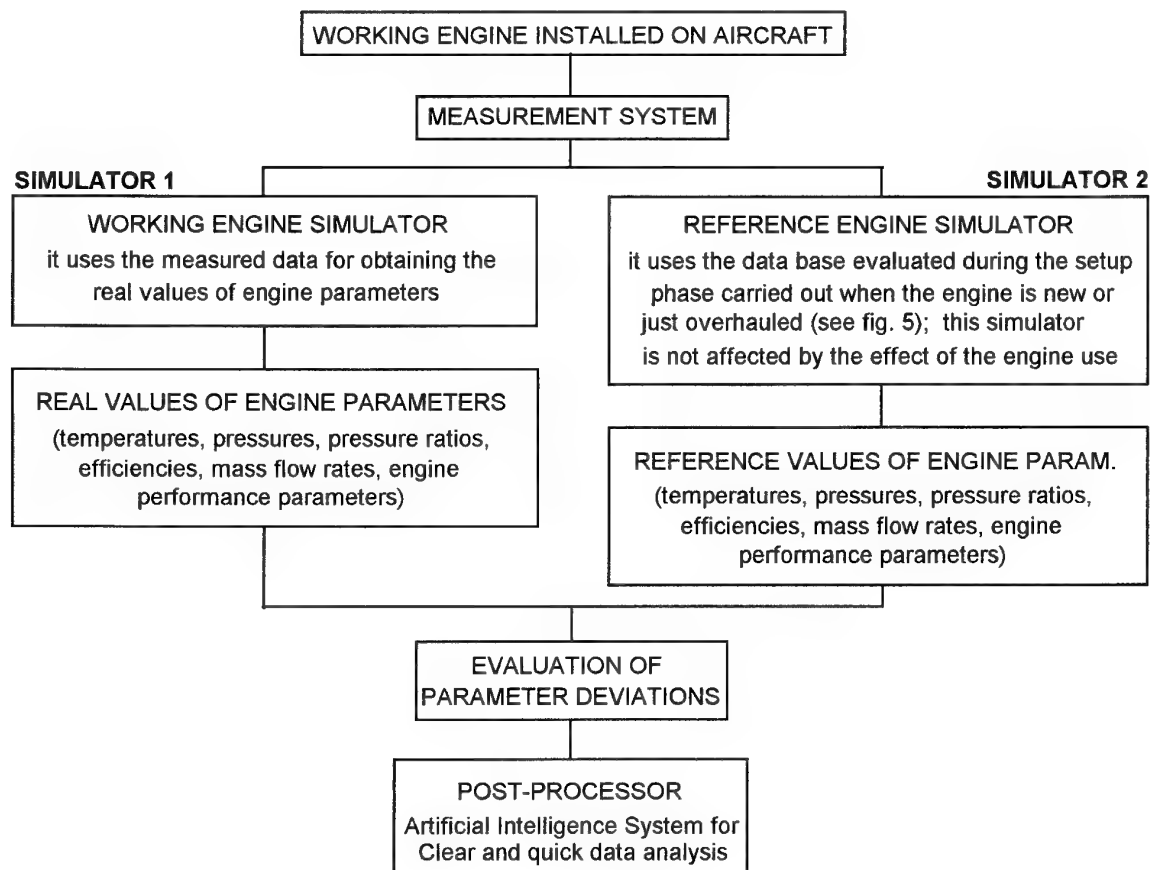 WORKING ENGINE INSTALLED ON AIRCRAFT
MEASUREMENT SYSTEM
SIMULATOR 1
WORKING ENGINE SIMULATOR
it uses the measured data for obtaining the
real values of engine parameters
REAL VALUES OF ENGINE PARAMETERS
(temperatures, pressures, pressure ratios,
efficiencies, mass flow rates, engine
performance parameters)
SIMULATOR 2
REFERENCE ENGINE SIMULATOR
it uses the data base evaluated during the setup
phase carried out when the engine is new or
just overhauled (see fig. 5); this simulator
is not affected by the effect of the engine use
REFERENCE VALUES OF ENGINE PARAM.
(temperatures, pressures, pressure ratios,
efficiencies, mass flow rates, engine
performance parameters)
EVALUATION OF
PARAMETER DEVIATIONS
POST-PROCESSOR
Artificial Intelligence System for
Clear and quick data analysis